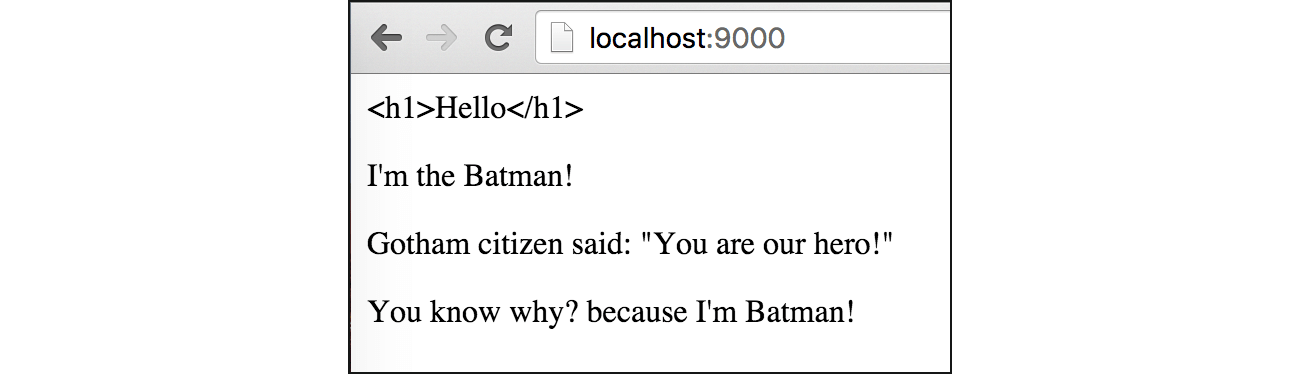 localhost:9000
<h1>Hello</h1>
I'm the Batman!
Gotham citizen said: "You are our hero!"
You know why? because I'm Batman!